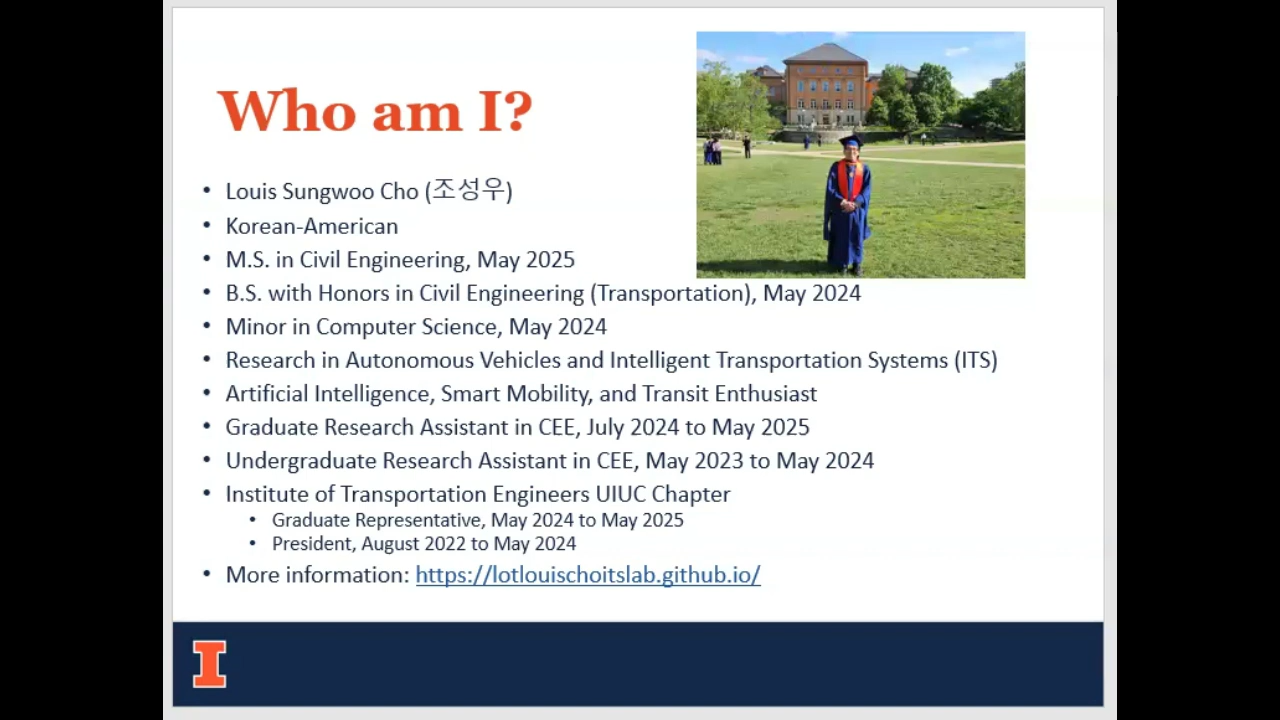 Who am I?
• Louis Sungwoo Cho (조성우)
• Korean-American
• M.S. in Civil Engineering, May 2025
• B.S. with Honors in Civil Engineering (Transportation), May 2024
• Minor in Computer Science, May 2024
• Research in Autonomous Vehicles and Intelligent Transportation Systems (ITS)
• Artificial Intelligence, Smart Mobility, and Transit Enthusiast
• Graduate Research Assistant in CEE, July 2024 to May 2025
• Undergraduate Research Assistant in CEE, May 2023 to May 2024
• Institute of Transportation Engineers UIUC Chapter
• Graduate Representative, May 2024 to May 2025
• President, August 2022 to May 2024
• More information: https://lotlouischoitslab.github.io/
I